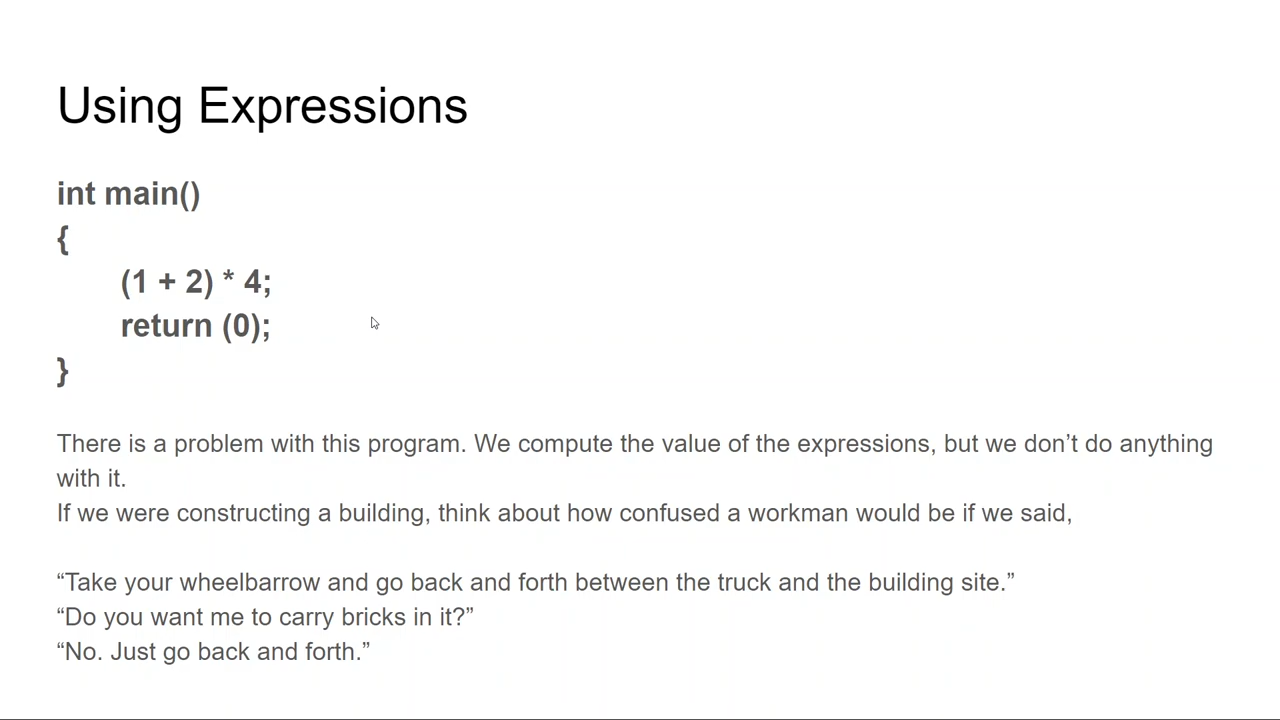 Using Expressions
int main()
{
(1 + 2) * 4;
return (0);
}
There is a problem with this program. We compute the value of the expressions, but we don’t do anything
with it.
If we were constructing a building, think about how confused a workman would be if we said,
“Take your wheelbarrow and go back and forth between the truck and the building site.”
“Do you want me to carry bricks in it?”
“No. Just go back and forth.”